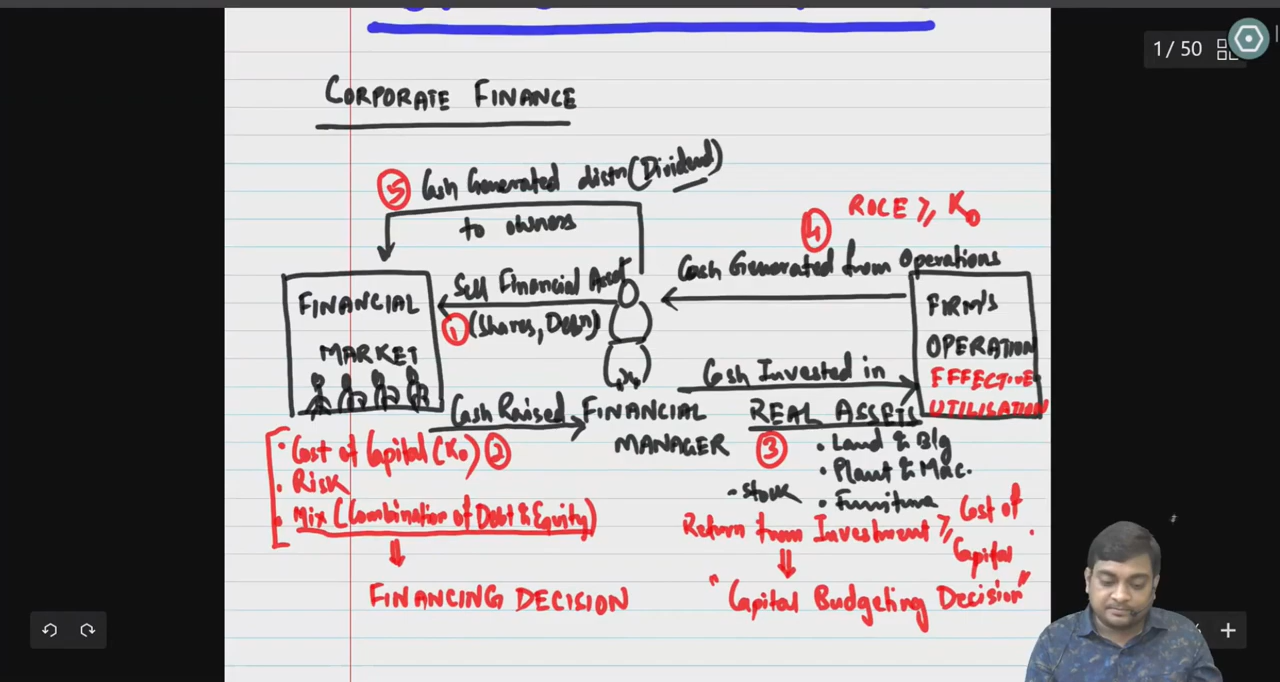 1 / 50
CORPORATE FINANCE
⑤ Cash Generated distn (Dividend)
to owners
④ ROCE ≥ K₀
Cash Generated from Operations
Sell Financial Asset
① (Shares, Debn)
FINANCIAL
MARKET
FIRM'S
OPERATION
EFFECTIVE
UTILISATION
Cash Invested in
REAL ASSETS
Cash Raised
FINANCIAL
MANAGER
③
• Land & Blg
• Plant & Mac.
• Furniture
- Stock
• Cost of Capital (K₀) ②
• Risk
• Mix (Combination of Debt & Equity)
⇓
FINANCING DECISION
Return from Investment ≥ Cost of
Capital
⇓
"Capital Budgeting Decision"